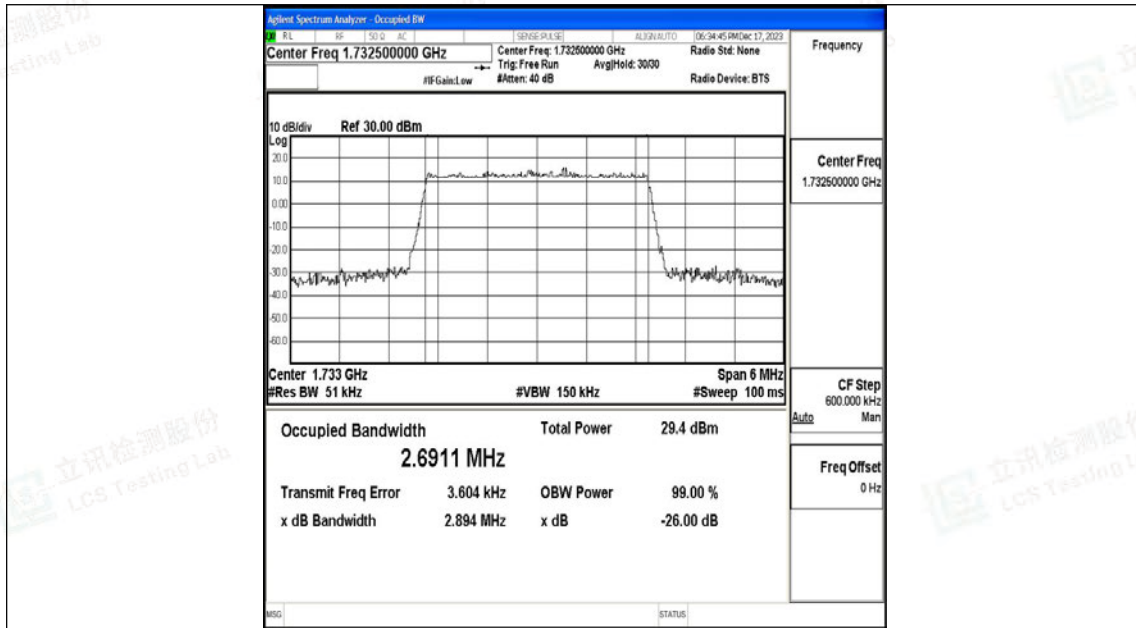 Agilent Spectrum Analyzer - Occupied BW
RL RF 50 Ω AC SENSE:PULSE ALIGN AUTO 06:34:45 PM Dec 17, 2023
Center Freq 1.732500000 GHz
Center Freq: 1.732500000 GHz
Radio Std: None
Trig: Free Run Avg|Hold: 30/30
#IFGain:Low
#Atten: 40 dB
Radio Device: BTS
10 dB/div Ref 30.00 dBm
Log
20.0
10.0
0.00
-10.0
-20.0
-30.0
-40.0
-50.0
-60.0
Center 1.733 GHz Span 6 MHz
#Res BW 51 kHz #VBW 150 kHz #Sweep 100 ms
Occupied Bandwidth Total Power 29.4 dBm
2.6911 MHz
Transmit Freq Error 3.604 kHz OBW Power 99.00 %
x dB Bandwidth 2.894 MHz x dB -26.00 dB
MSG STATUS
Frequency
Center Freq
1.732500000 GHz
CF Step
600.000 kHz
Auto Man
Freq Offset
0 Hz
立讯检测股份
LCS Testing Lab
立讯检测股份
LCS Testing L